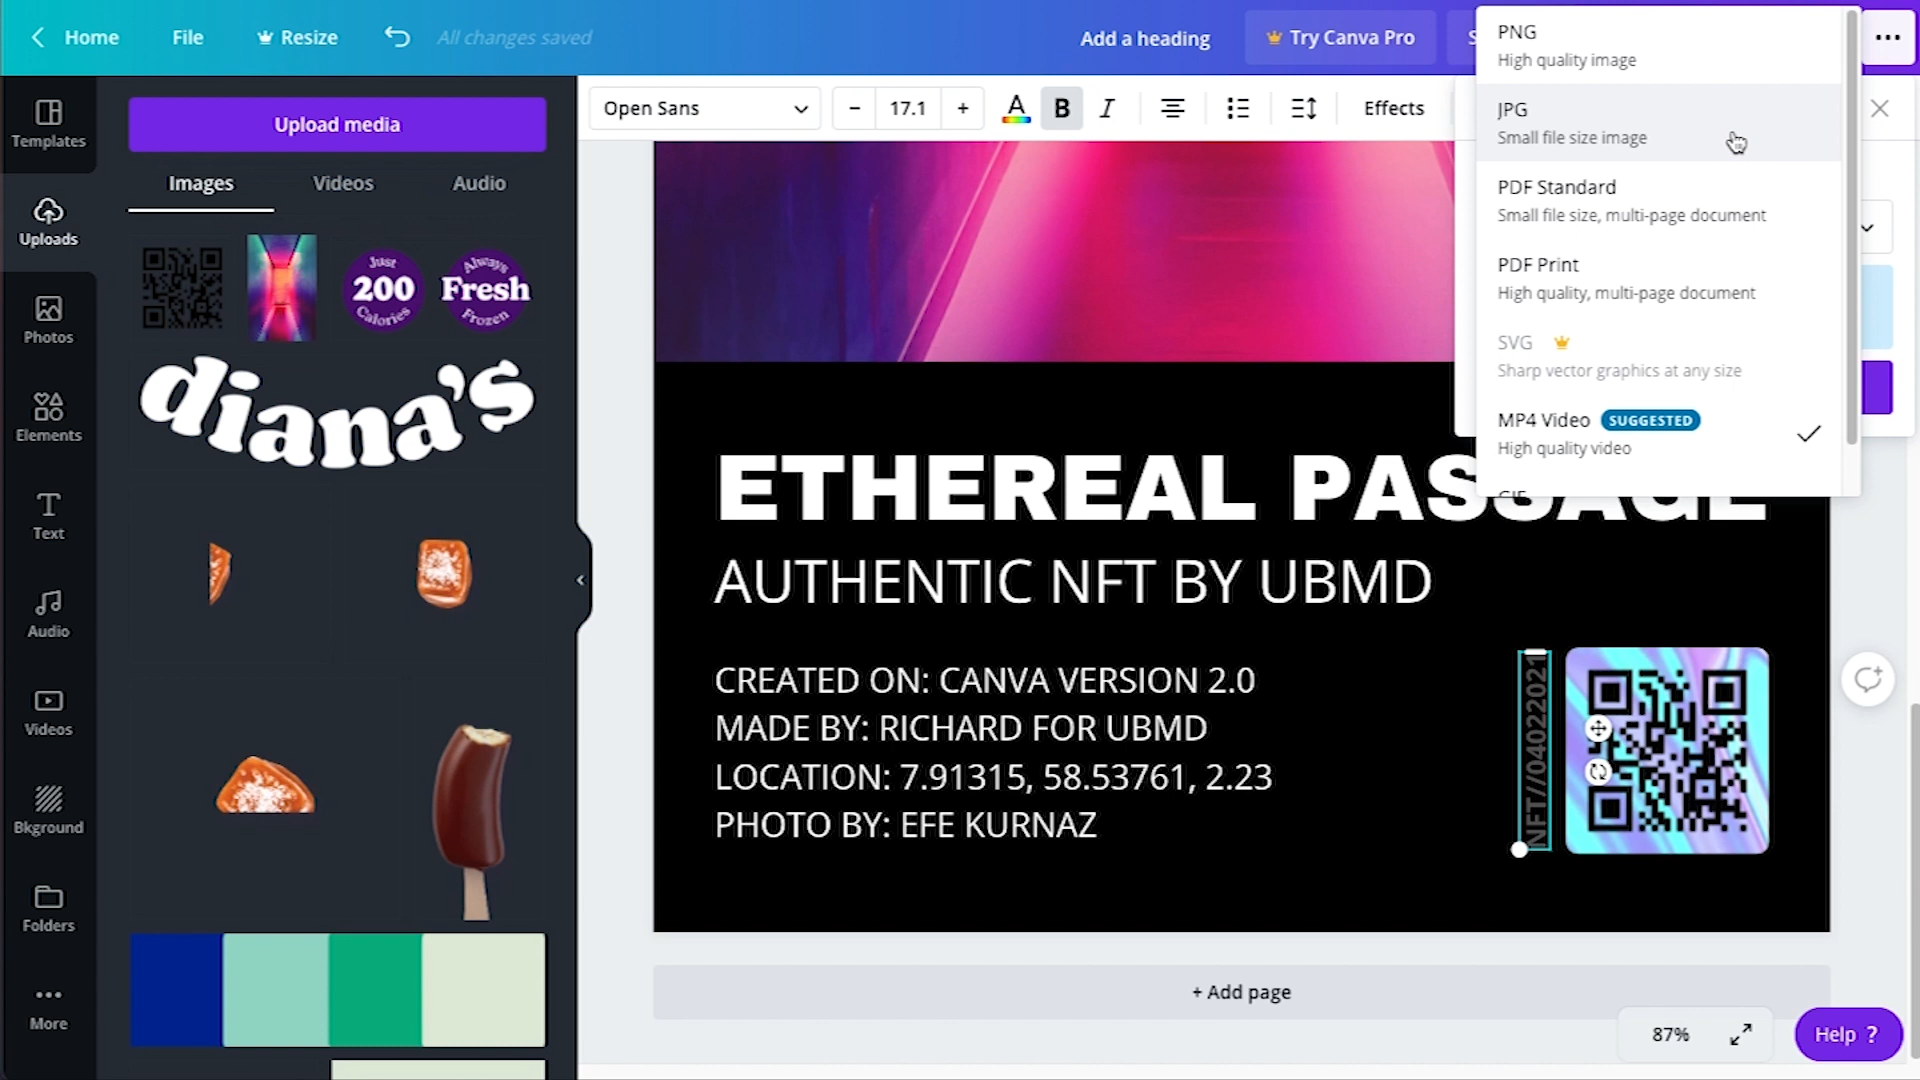 Home
File
Resize
All changes saved
Add a heading
Try Canva Pro
S
Templates
Uploads
Photos
Elements
Text
Audio
Videos
Bkground
Folders
More
Upload media
Images
Videos
Audio
Just
200
Calories
Always
Fresh
Frozen
diana's
Open Sans
17.1
A
B
I
Effects
PNG
High quality image
JPG
Small file size image
PDF Standard
Small file size, multi-page document
PDF Print
High quality, multi-page document
SVG
Sharp vector graphics at any size
MP4 Video SUGGESTED
High quality video
GIF
ETHEREAL PASSAGE
AUTHENTIC NFT BY UBMD
CREATED ON: CANVA VERSION 2.0
MADE BY: RICHARD FOR UBMD
LOCATION: 7.91315, 58.53761, 2.23
PHOTO BY: EFE KURNAZ
NFT//04022021
+ Add page
87%
Help ?